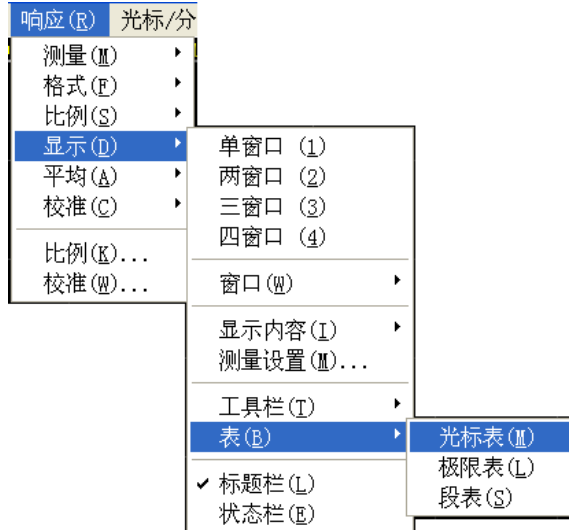 响应(R) 光标/分
测量(M)
格式(F)
比例(S)
显示(D)
平均(A)
校准(C)
比例(K)...
校准(W)...
单窗口 (1)
两窗口 (2)
三窗口 (3)
四窗口 (4)
窗口(W)
显示内容(I)
测量设置(M)...
工具栏(T)
表(B)
标题栏(L)
状态栏(E)
光标表(M)
极限表(L)
段表(S)